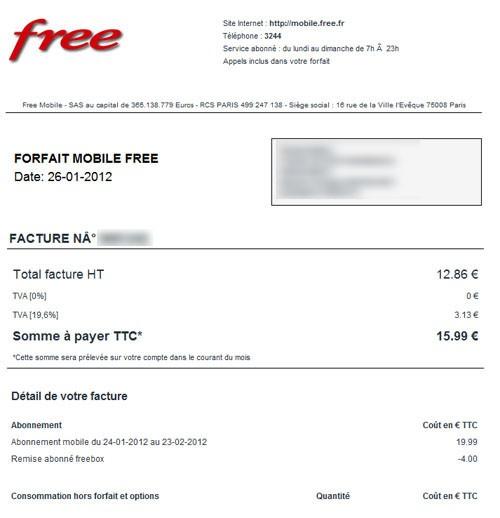 free
Site Internet : http://mobile.free.fr
Téléphone : 3244
Service abonné : du lundi au dimanche de 7h Ã  23h
Appels inclus dans votre forfait
Free Mobile - SAS au capital de 365.138.779 Euros - RCS PARIS 499 247 138 - Siège social : 16 rue de la Ville l'Evêque 75008 Paris
FORFAIT MOBILE FREE
Date: 26-01-2012
FACTURE NÂ°
Total facture HT 12.86 €
TVA [0%] 0 €
TVA [19,6%] 3.13 €
Somme à payer TTC* 15.99 €
*Cette somme sera prélevée sur votre compte dans le courant du mois
Détail de votre facture
Abonnement Coût en € TTC
Abonnement mobile du 24-01-2012 au 23-02-2012 19.99
Remise abonné freebox -4.00
Consommation hors forfait et options Quantité Coût en € TTC